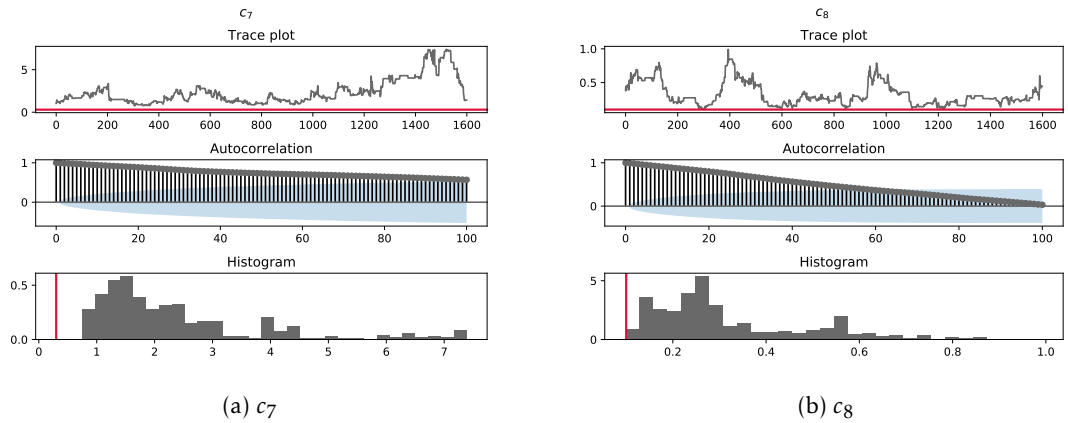 c7
Trace plot
5
0
0 200 400 600 800 1000 1200 1400 1600
Autocorrelation
1
0
0 20 40 60 80 100
Histogram
0.5
0.0
0 1 2 3 4 5 6 7
(a) c7
c8
Trace plot
1.0
0.5
0 200 400 600 800 1000 1200 1400 1600
Autocorrelation
1
0
0 20 40 60 80 100
Histogram
5
0
0.2 0.4 0.6 0.8 1.0
(b) c8